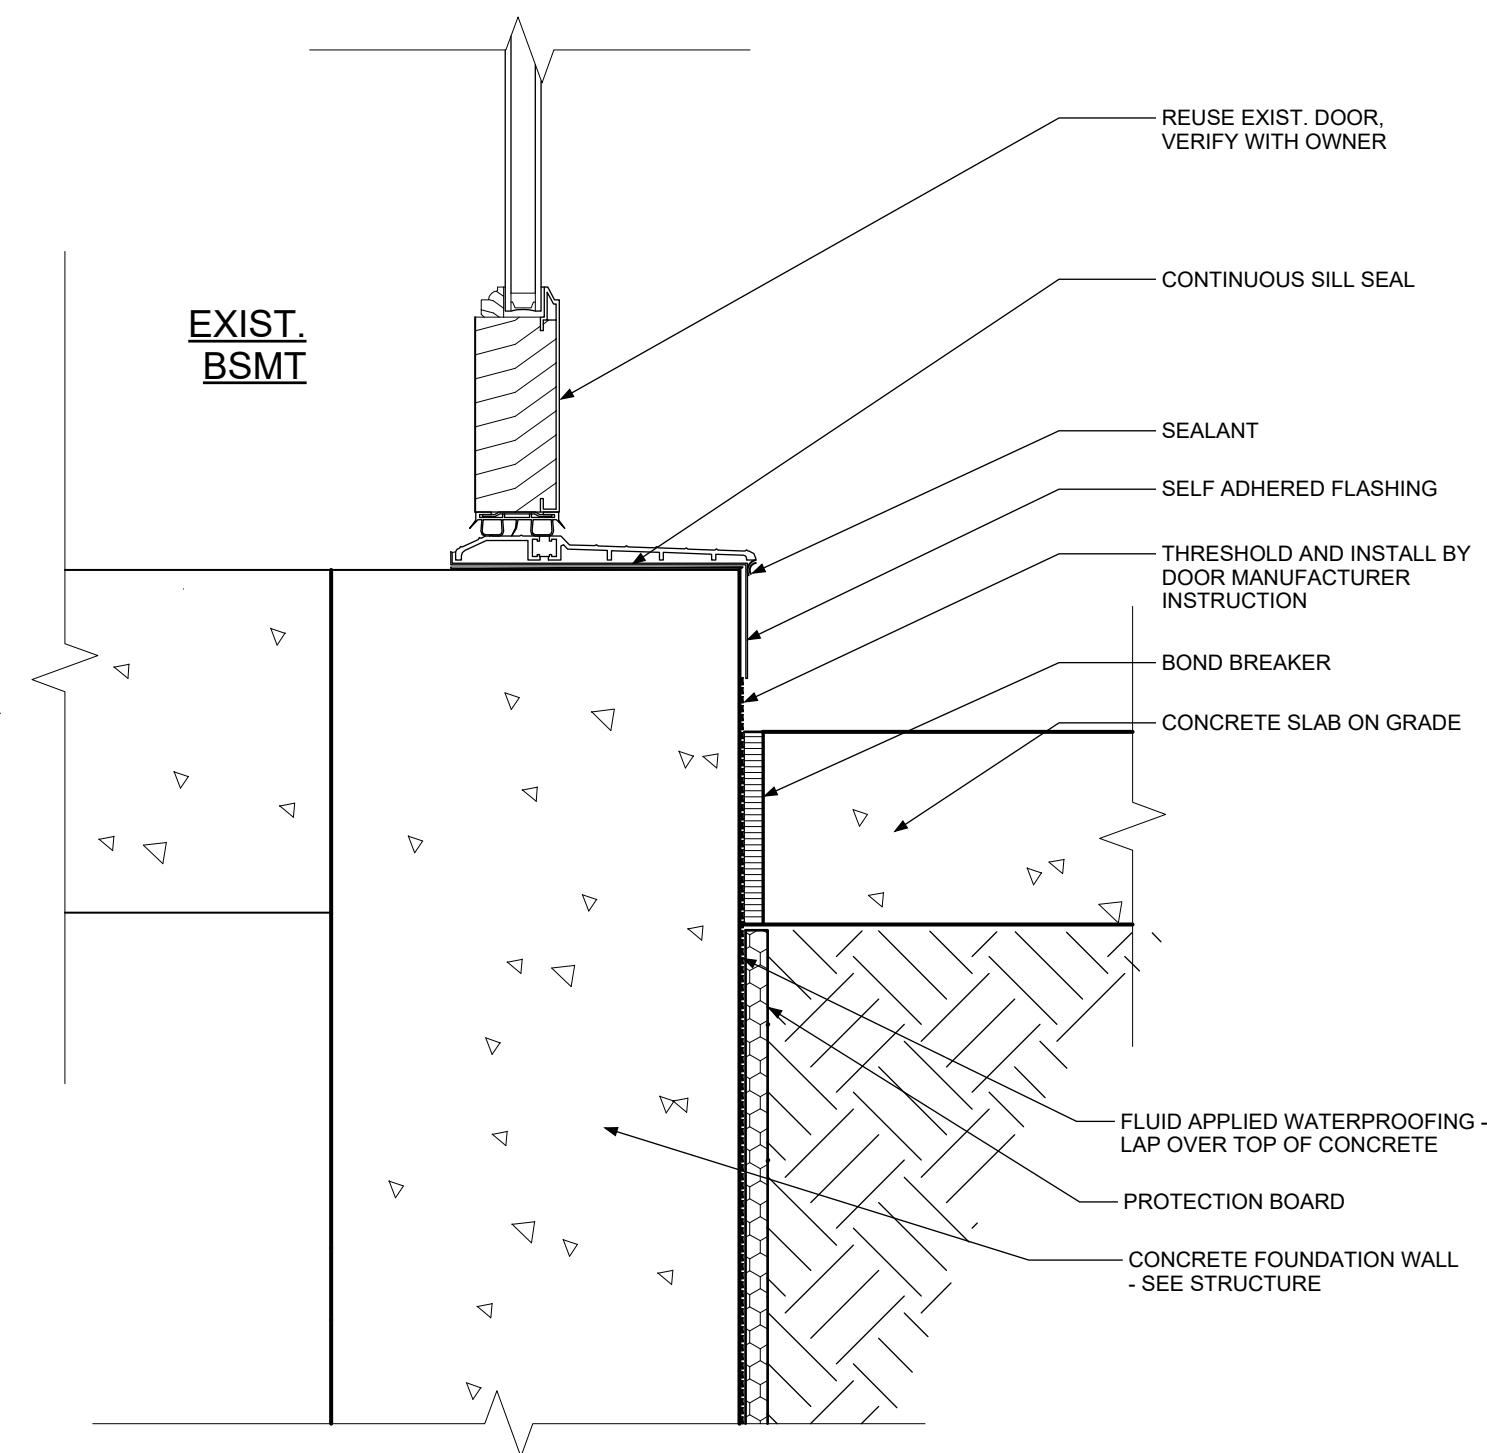 REUSE EXIST. DOOR,
VERIFY WITH OWNER
CONTINUOUS SILL SEAL
EXIST.
BSMT
SEALANT
SELF ADHERED FLASHING
THRESHOLD AND INSTALL BY
DOOR MANUFACTURER
INSTRUCTION
BOND BREAKER
CONCRETE SLAB ON GRADE
FLUID APPLIED WATERPROOFING -
LAP OVER TOP OF CONCRETE
PROTECTION BOARD
CONCRETE FOUNDATION WALL
- SEE STRUCTURE